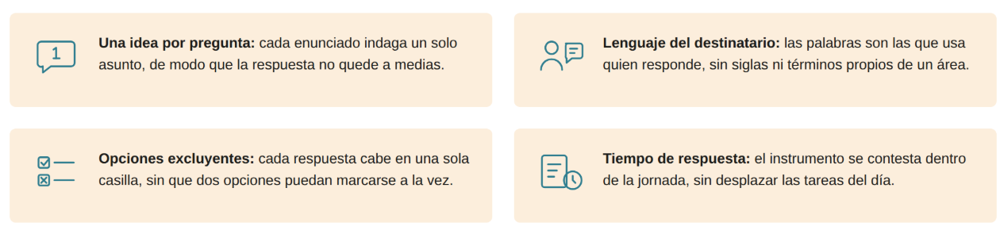 1
Una idea por pregunta: cada enunciado indaga un solo
asunto, de modo que la respuesta no quede a medias.
Lenguaje del destinatario: las palabras son las que usa
quien responde, sin siglas ni términos propios de un área.
Opciones excluyentes: cada respuesta cabe en una sola
casilla, sin que dos opciones puedan marcarse a la vez.
Tiempo de respuesta: el instrumento se contesta dentro
de la jornada, sin desplazar las tareas del día.